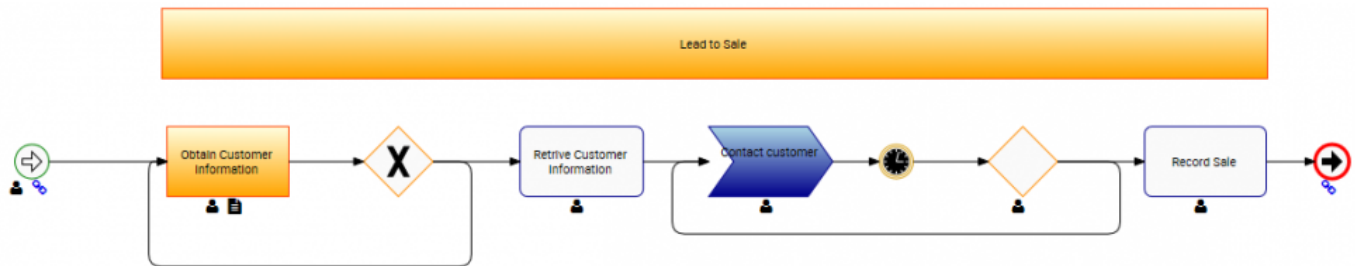 Lead to Sale
Obtain Customer
Information
X
Retrive Customer
Information
Contact customer
Record Sale